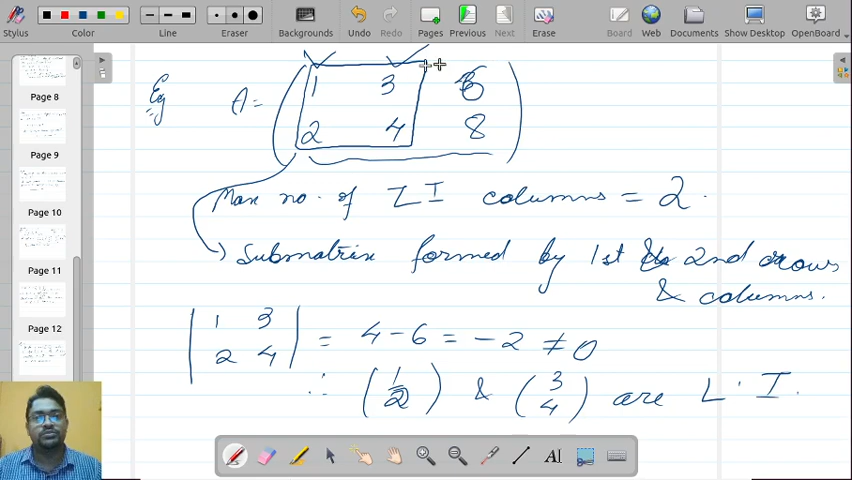 Stylus Color Line Eraser Backgrounds Undo Redo Pages Previous Next Erase Board Web Documents Show Desktop OpenBoard
Page 8
Page 9
Page 10
Page 11
Page 12
Eg A = ( 1 3 6
2 4 8 )
Max no. of LI columns = 2.
Submatrix formed by 1st & 2nd rows
& columns.
| 1 3
2 4 | = 4 - 6 = -2 ≠ 0
∴ ( 1
2 ) & ( 3
4 ) are L. I.